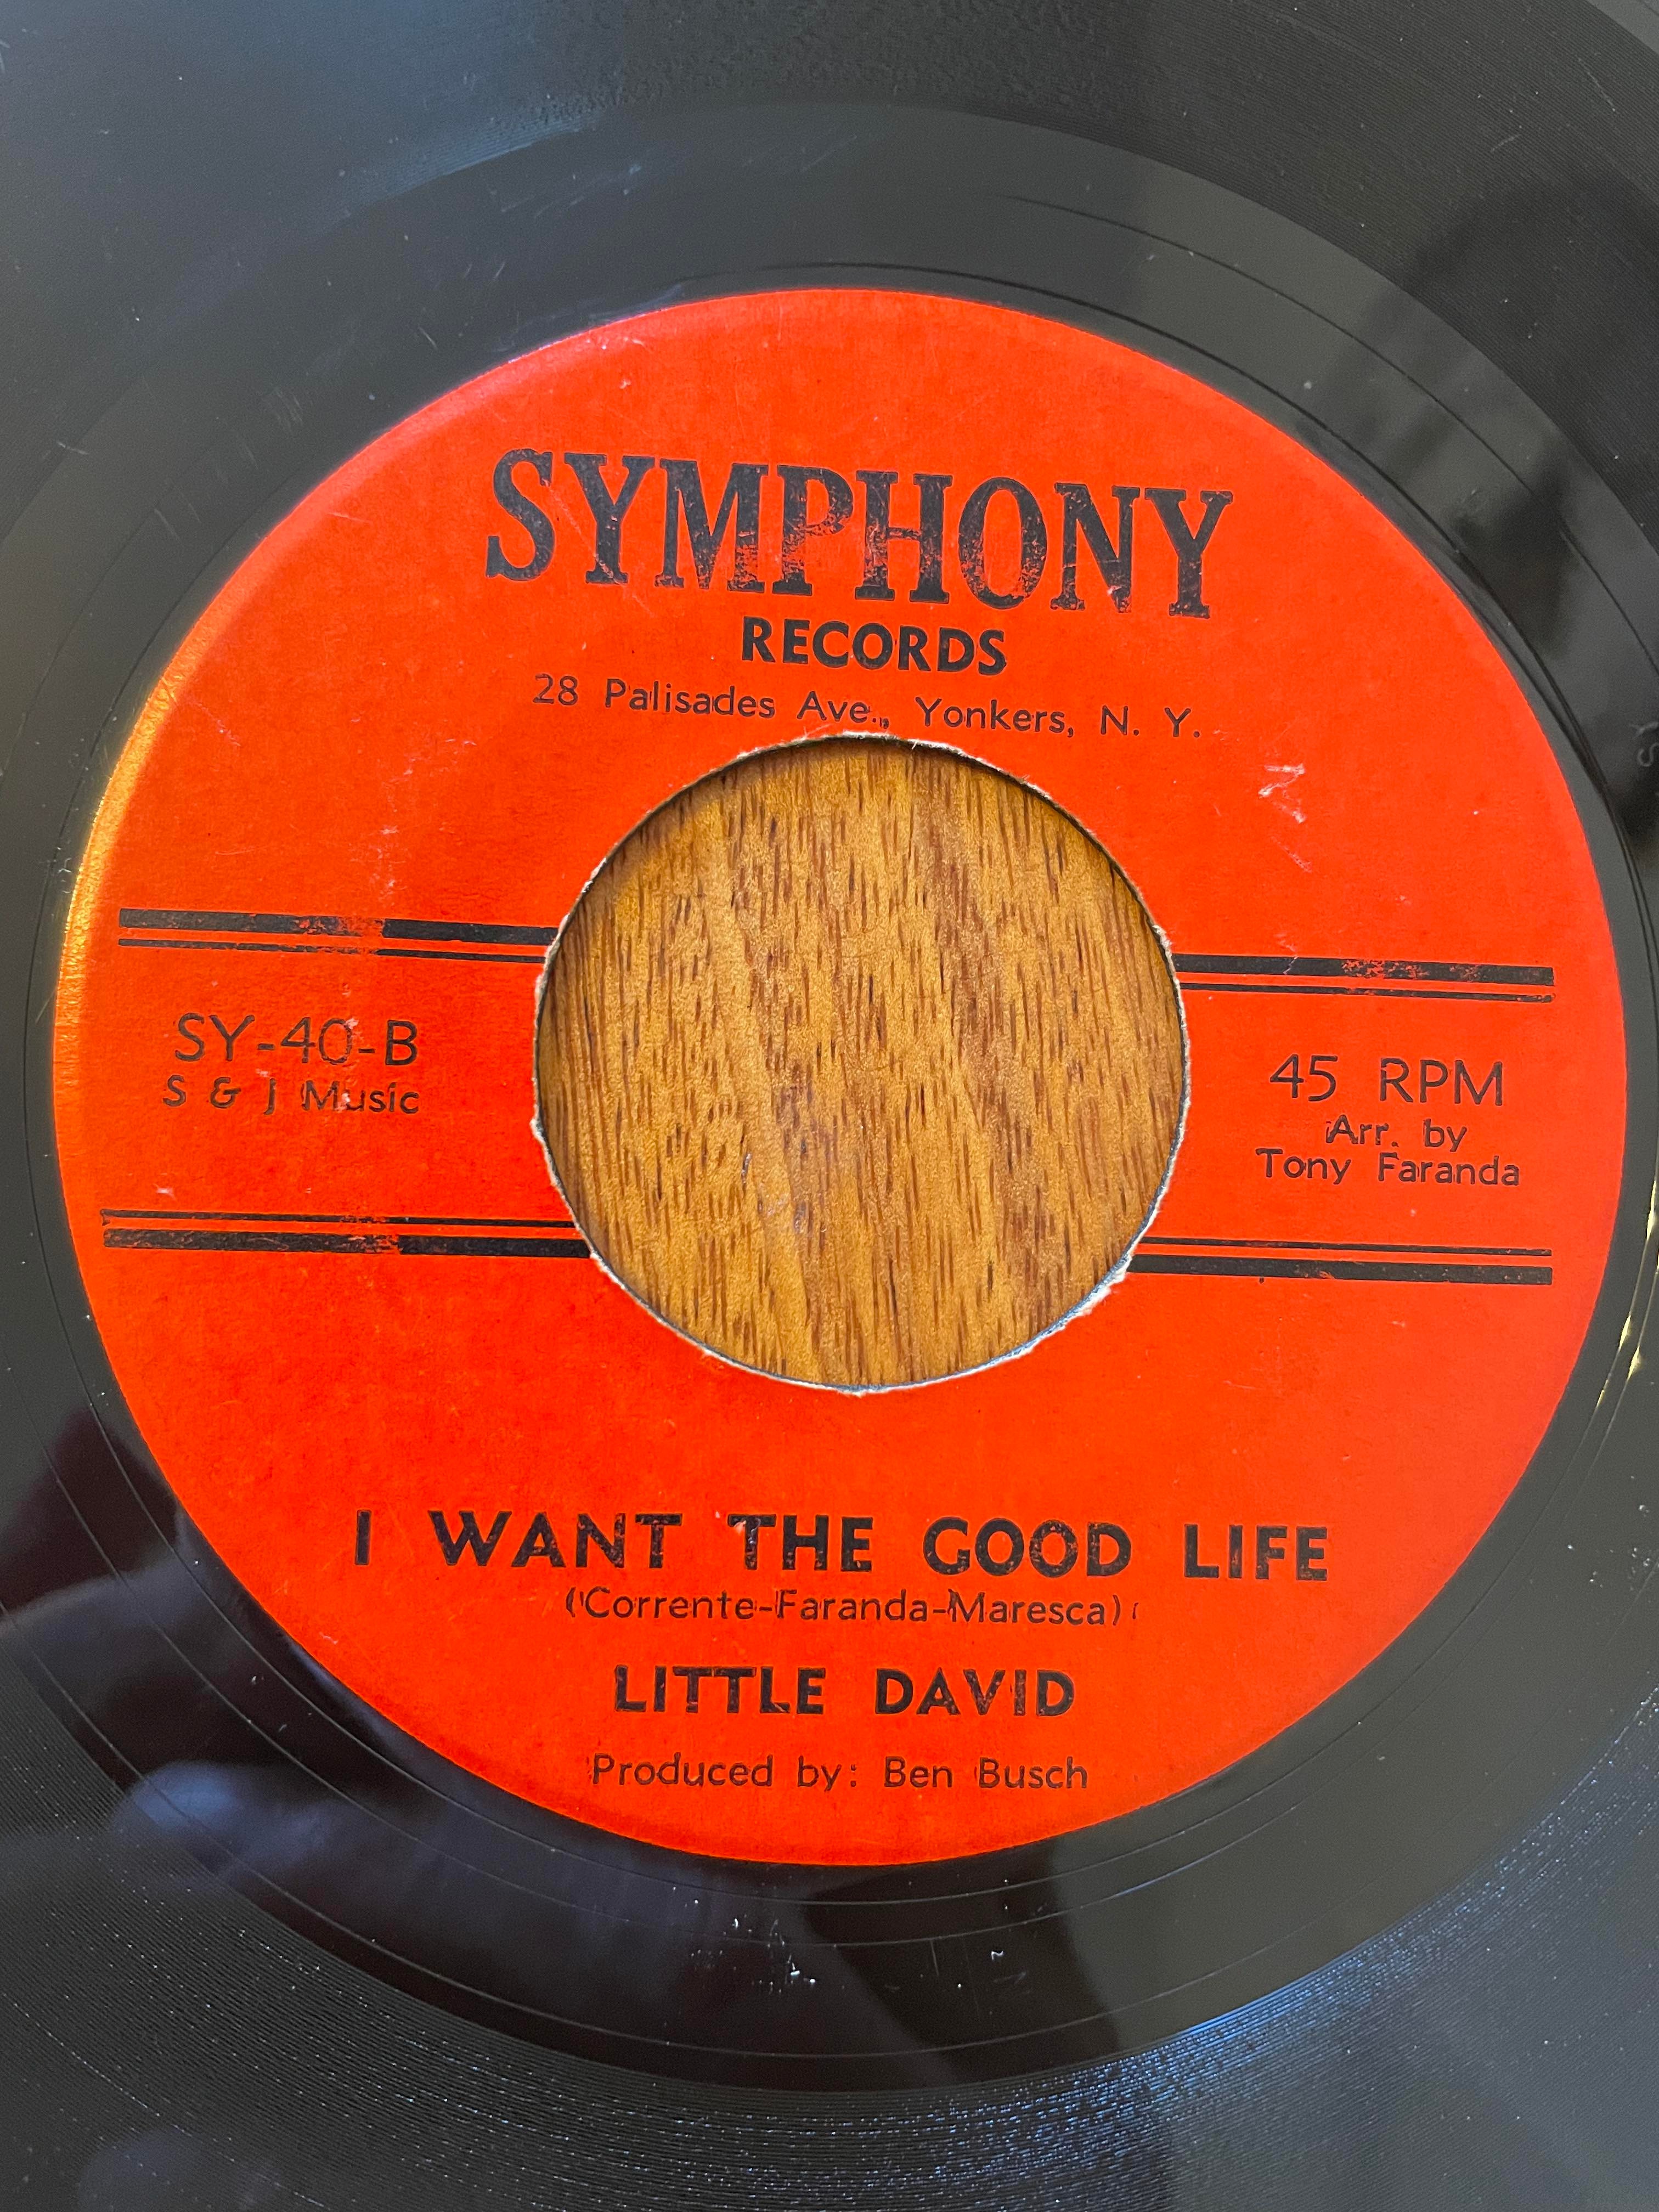 SYMPHONY
RECORDS
28 Palisades Ave., Yonkers, N. Y.
SY-40-B
S & J Music
45 RPM
Arr. by
Tony Faranda
I WANT THE GOOD LIFE
(Corrente-Faranda-Maresca)
LITTLE DAVID
Produced by: Ben Busch